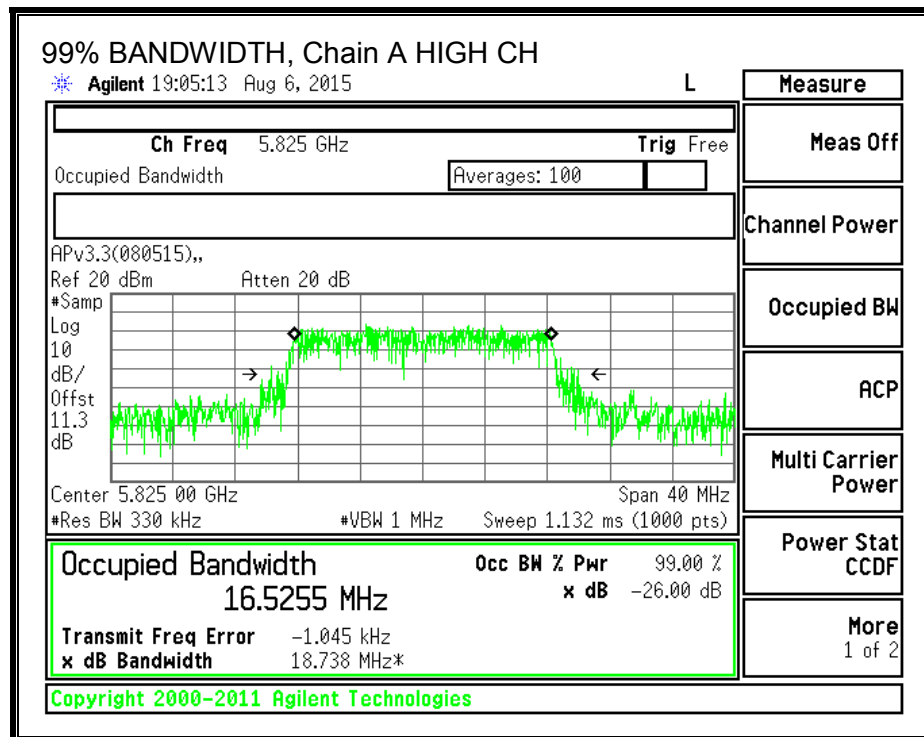 99% BANDWIDTH, Chain A HIGH CH
Agilent 19:05:13 Aug 6, 2015 L
Measure
Ch Freq 5.825 GHz Trig Free
Meas Off
Occupied Bandwidth Averages: 100
Channel Power
APv3.3(080515),,
Ref 20 dBm Atten 20 dB
#Samp
Log
10
dB/
Offst
11.3
dB
Occupied BW
ACP
Multi Carrier
Power
Center 5.825 00 GHz Span 40 MHz
#Res BW 330 kHz #VBW 1 MHz Sweep 1.132 ms (1000 pts)
Occupied Bandwidth Occ BW % Pwr 99.00 %
16.5255 MHz x dB -26.00 dB
Transmit Freq Error -1.045 kHz
x dB Bandwidth 18.738 MHz*
Power Stat
CCDF
More
1 of 2
Copyright 2000-2011 Agilent Technologies